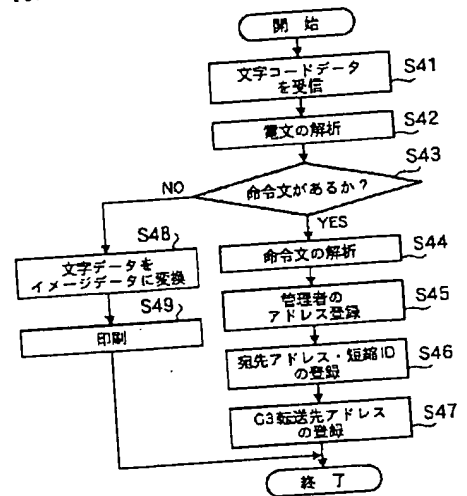 開 始
文字コードデータ
を受信
S41
電文の解析
S42
命令文があるか?
S43
NO
YES
文字データを
イメージデータに変換
S48
印刷
S49
命令文の解析
S44
管理者の
アドレス登録
S45
宛先アドレス・短縮ID
の登録
S46
G3転送先アドレス
の登録
S47
終 了